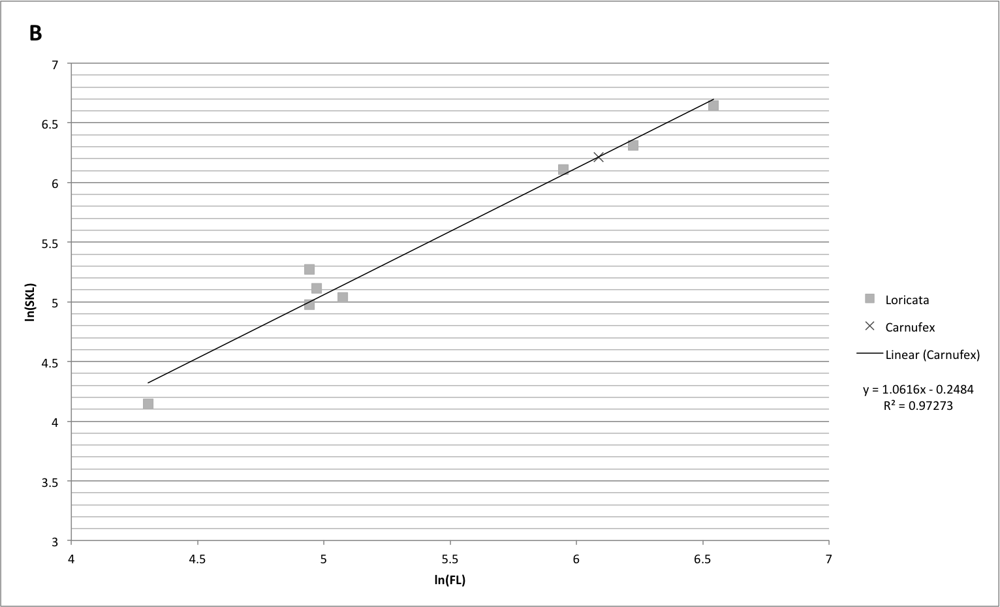 B
7
6.5
6
5.5
5
4.5
4
3.5
3
ln(SKL)
4 4.5 5 5.5 6 6.5 7
ln(FL)
Loricata
Carnufex
Linear (Carnufex)
y = 1.0616x - 0.2484
R² = 0.97273